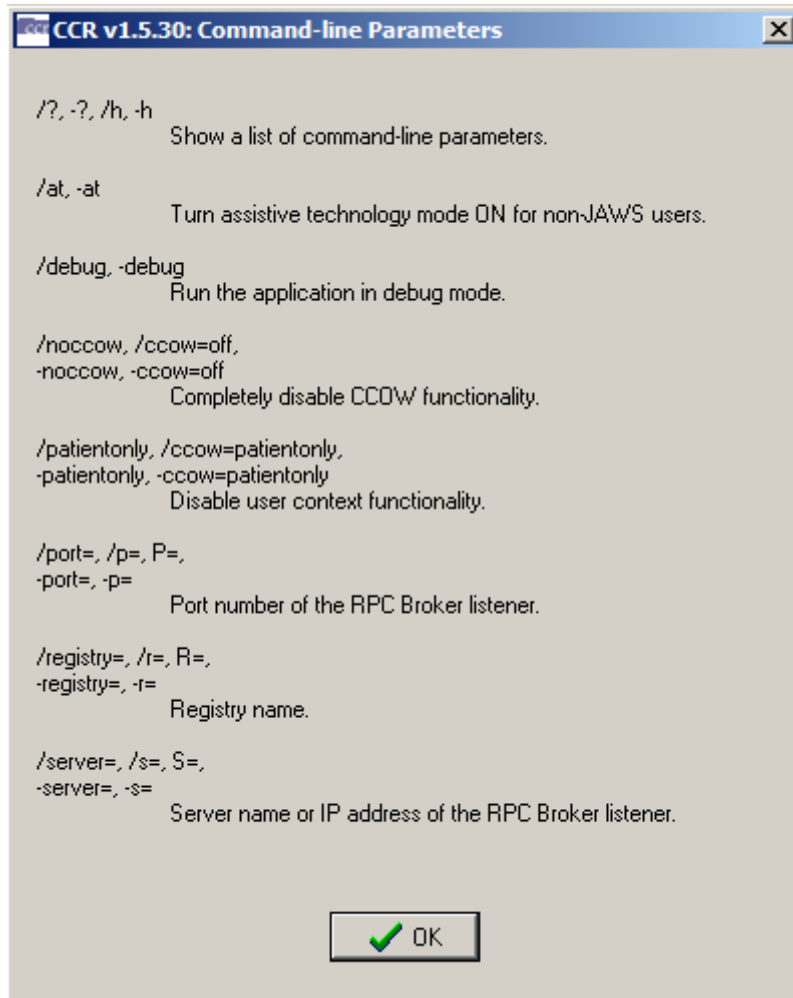 CCR CCR v1.5.30: Command-line Parameters
/?, -?, /h, -h
Show a list of command-line parameters.
/at, -at
Turn assistive technology mode ON for non-JAWS users.
/debug, -debug
Run the application in debug mode.
/noccow, /ccow=off,
-noccow, -ccow=off
Completely disable CCOW functionality.
/patientonly, /ccow=patientonly,
-patientonly, -ccow=patientonly
Disable user context functionality.
/port=, /p=, P=,
-port=, -p=
Port number of the RPC Broker listener.
/registry=, /r=, R=,
-registry=, -r=
Registry name.
/server=, /s=, S=,
-server=, -s=
Server name or IP address of the RPC Broker listener.
OK